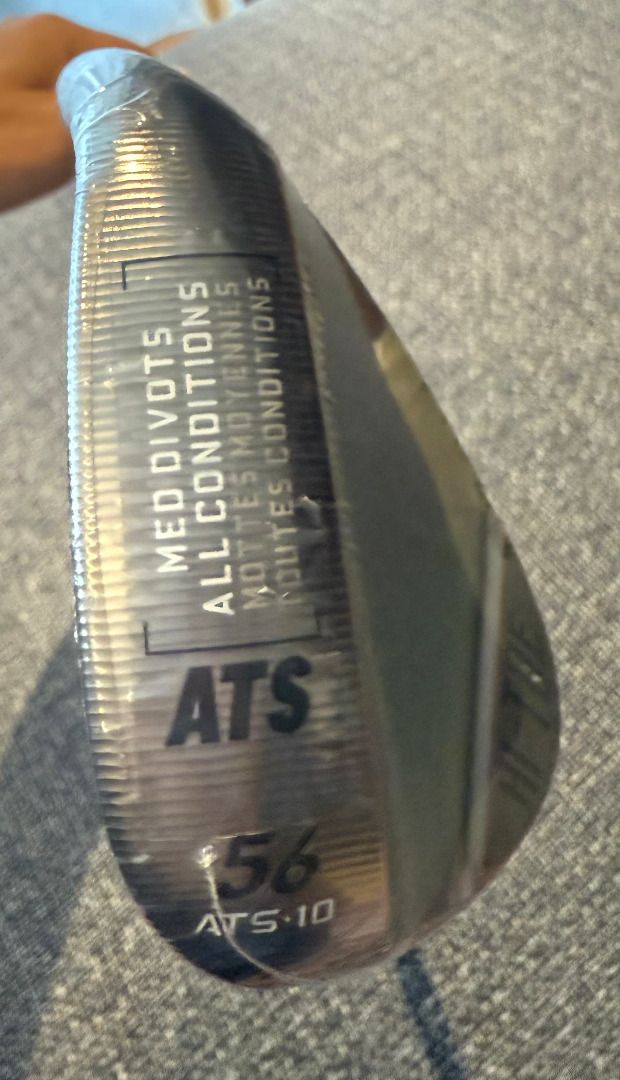 MED DIVOTS
ALL CONDITIONS
MOTTES MOYENNES
TOUTES CONDITIONS
ATS
56
ATS·10